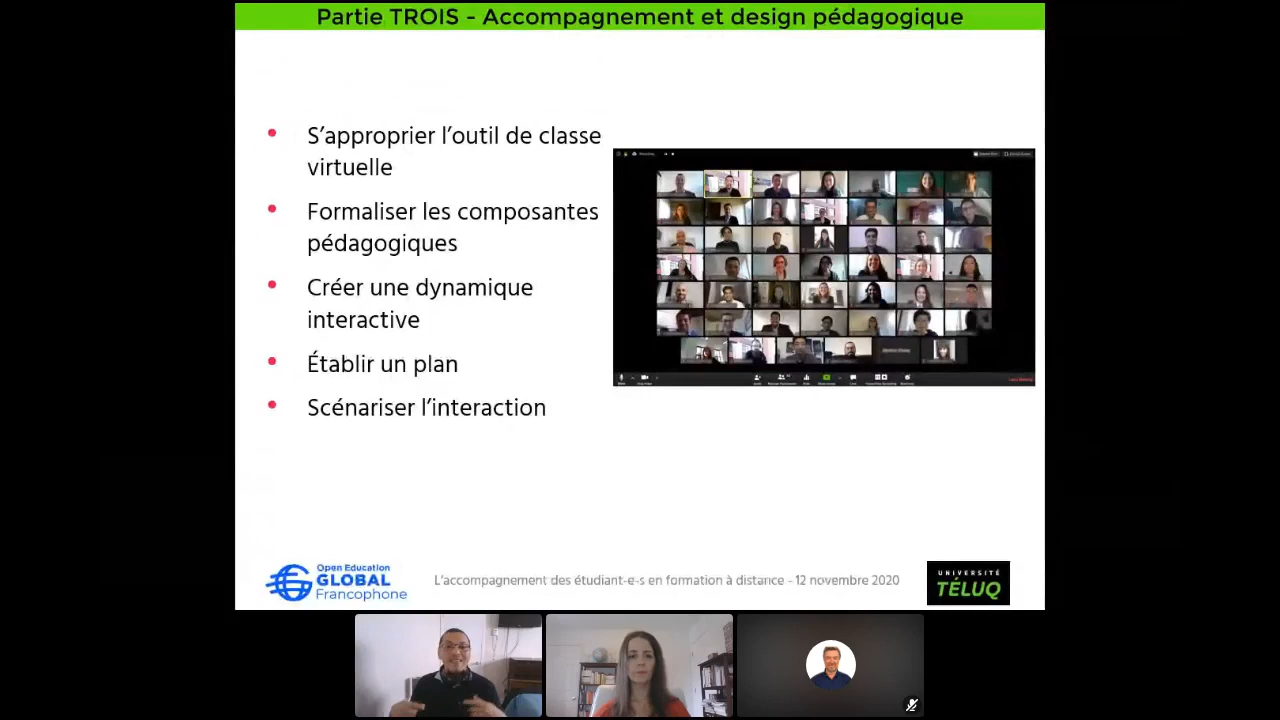 Partie TROIS - Accompagnement et design pédagogique
S’approprier l’outil de classe
virtuelle
Formaliser les composantes
pédagogiques
Créer une dynamique
interactive
Établir un plan
Scénariser l’interaction
Open Education
GLOBAL
Francophone
L’accompagnement des étudiant-e-s en formation à distance - 12 novembre 2020
UNIVERSITÉ
TÉLUQ